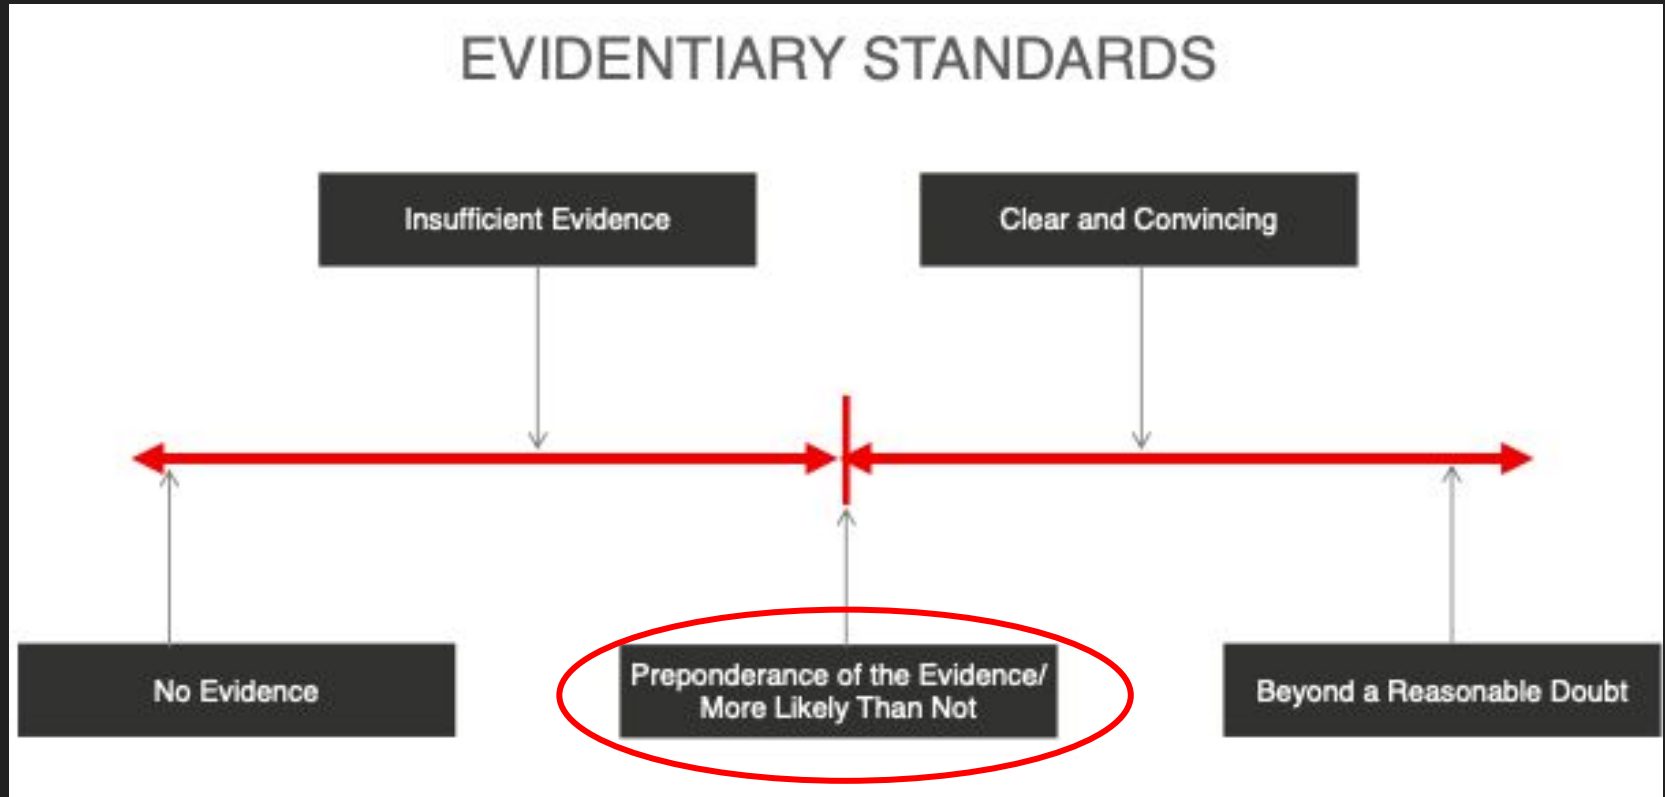 EVIDENTIARY STANDARDS
Insufficient Evidence
Clear and Convincing
No Evidence
Preponderance of the Evidence/
More Likely Than Not
Beyond a Reasonable Doubt